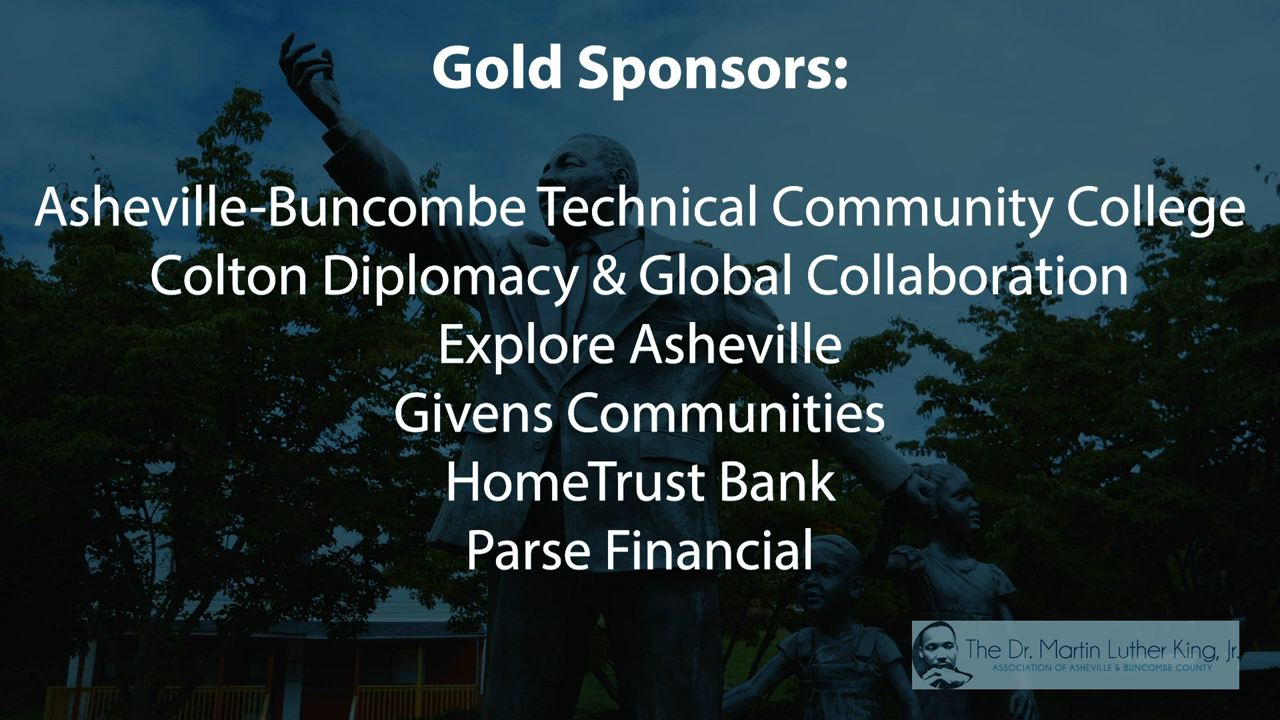 Gold Sponsors:
Asheville-Buncombe Technical Community College
Colton Diplomacy & Global Collaboration
Explore Asheville
Givens Communities
HomeTrust Bank
Parse Financial
The Dr. Martin Luther King, Jr.
ASSOCIATION OF ASHEVILLE & BUNCOMBE COUNTY